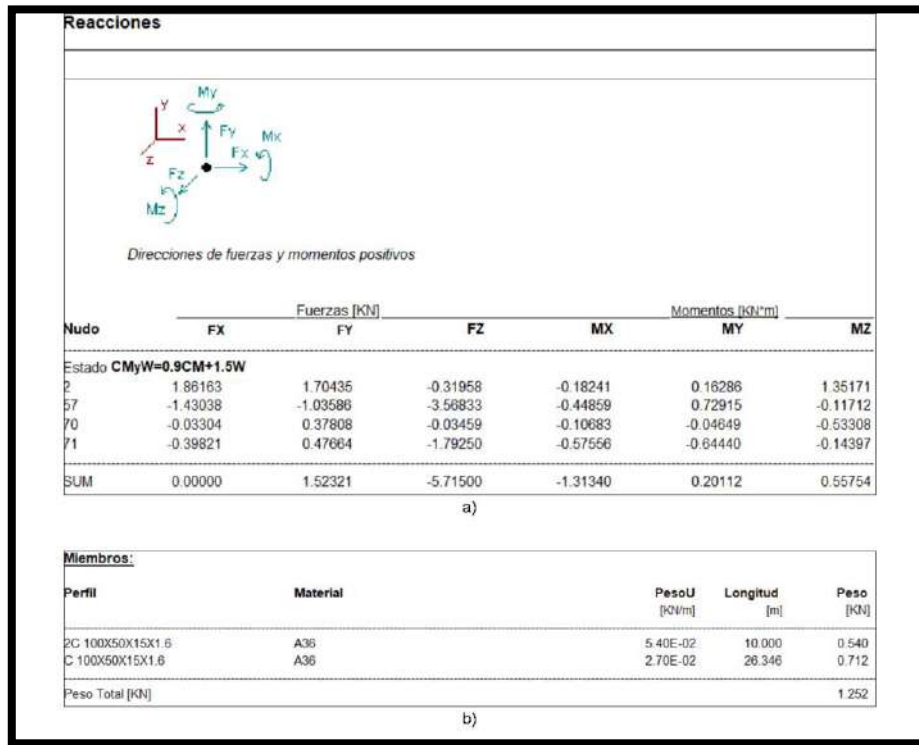 Reacciones
My
Y
X
Z
Fy
Mx
Fx
Fz
Mz
Direcciones de fuerzas y momentos positivos
Fuerzas [KN] Momentos [KN*m]
Nudo FX FY FZ MX MY MZ
Estado CMyW=0.9CM+1.5W
2 1.86163 1.70435 -0.31958 -0.18241 0.16286 1.35171
57 -1.43038 -1.03586 -3.56833 -0.44859 0.72915 -0.11712
70 -0.03304 0.37808 -0.03459 -0.10683 -0.04649 -0.53308
71 -0.39821 0.47664 -1.79250 -0.57556 -0.64440 -0.14397
SUM 0.00000 1.52321 -5.71500 -1.31340 0.20112 0.55754
a)
Miembros:
Perfil Material PesoU Longitud Peso
[KN/m] [m] [KN]
2C 100X50X15X1.6 A36 5.40E-02 10.000 0.540
C 100X50X15X1.6 A36 2.70E-02 26.346 0.712
Peso Total [KN] 1.252
b)